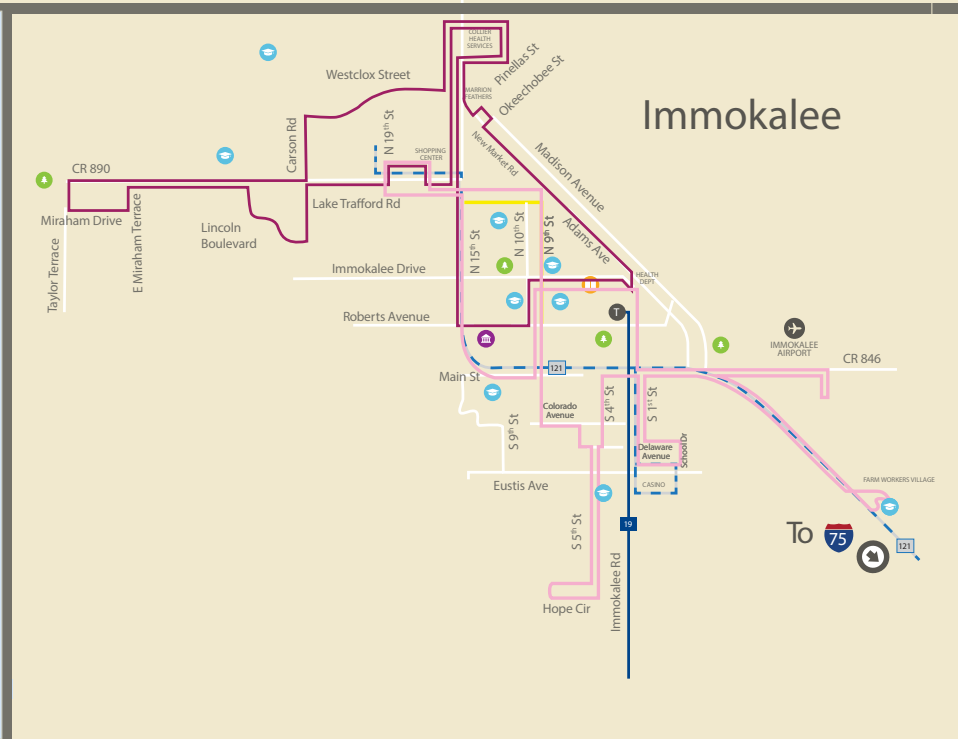 COLLIER
HEALTH
SERVICES
Pinellas St
Westclox Street
Okeechobee St
MARRION
FEATHERS
Immokalee
N 19th St
Carson Rd
SHOPPING
CENTER
New Market Rd
Madison Avenue
CR 890
Lake Trafford Rd
Miraham Drive
E Miraham Terrace
Lincoln
Boulevard
Taylor Terrace
N 15th St
N 10th St
N 9th St
Adams Ave
Immokalee Drive
HEALTH
DEPT
Roberts Avenue
T
IMMOKALEE
AIRPORT
CR 846
121
Main St
Colorado
Avenue
S 4th St
S 1st St
S 9th St
Delaware
Avenue
School Dr
Eustis Ave
CASINO
FARM WORKERS VILLAGE
19
S 5th St
To
75
121
Immokalee Rd
Hope Cir